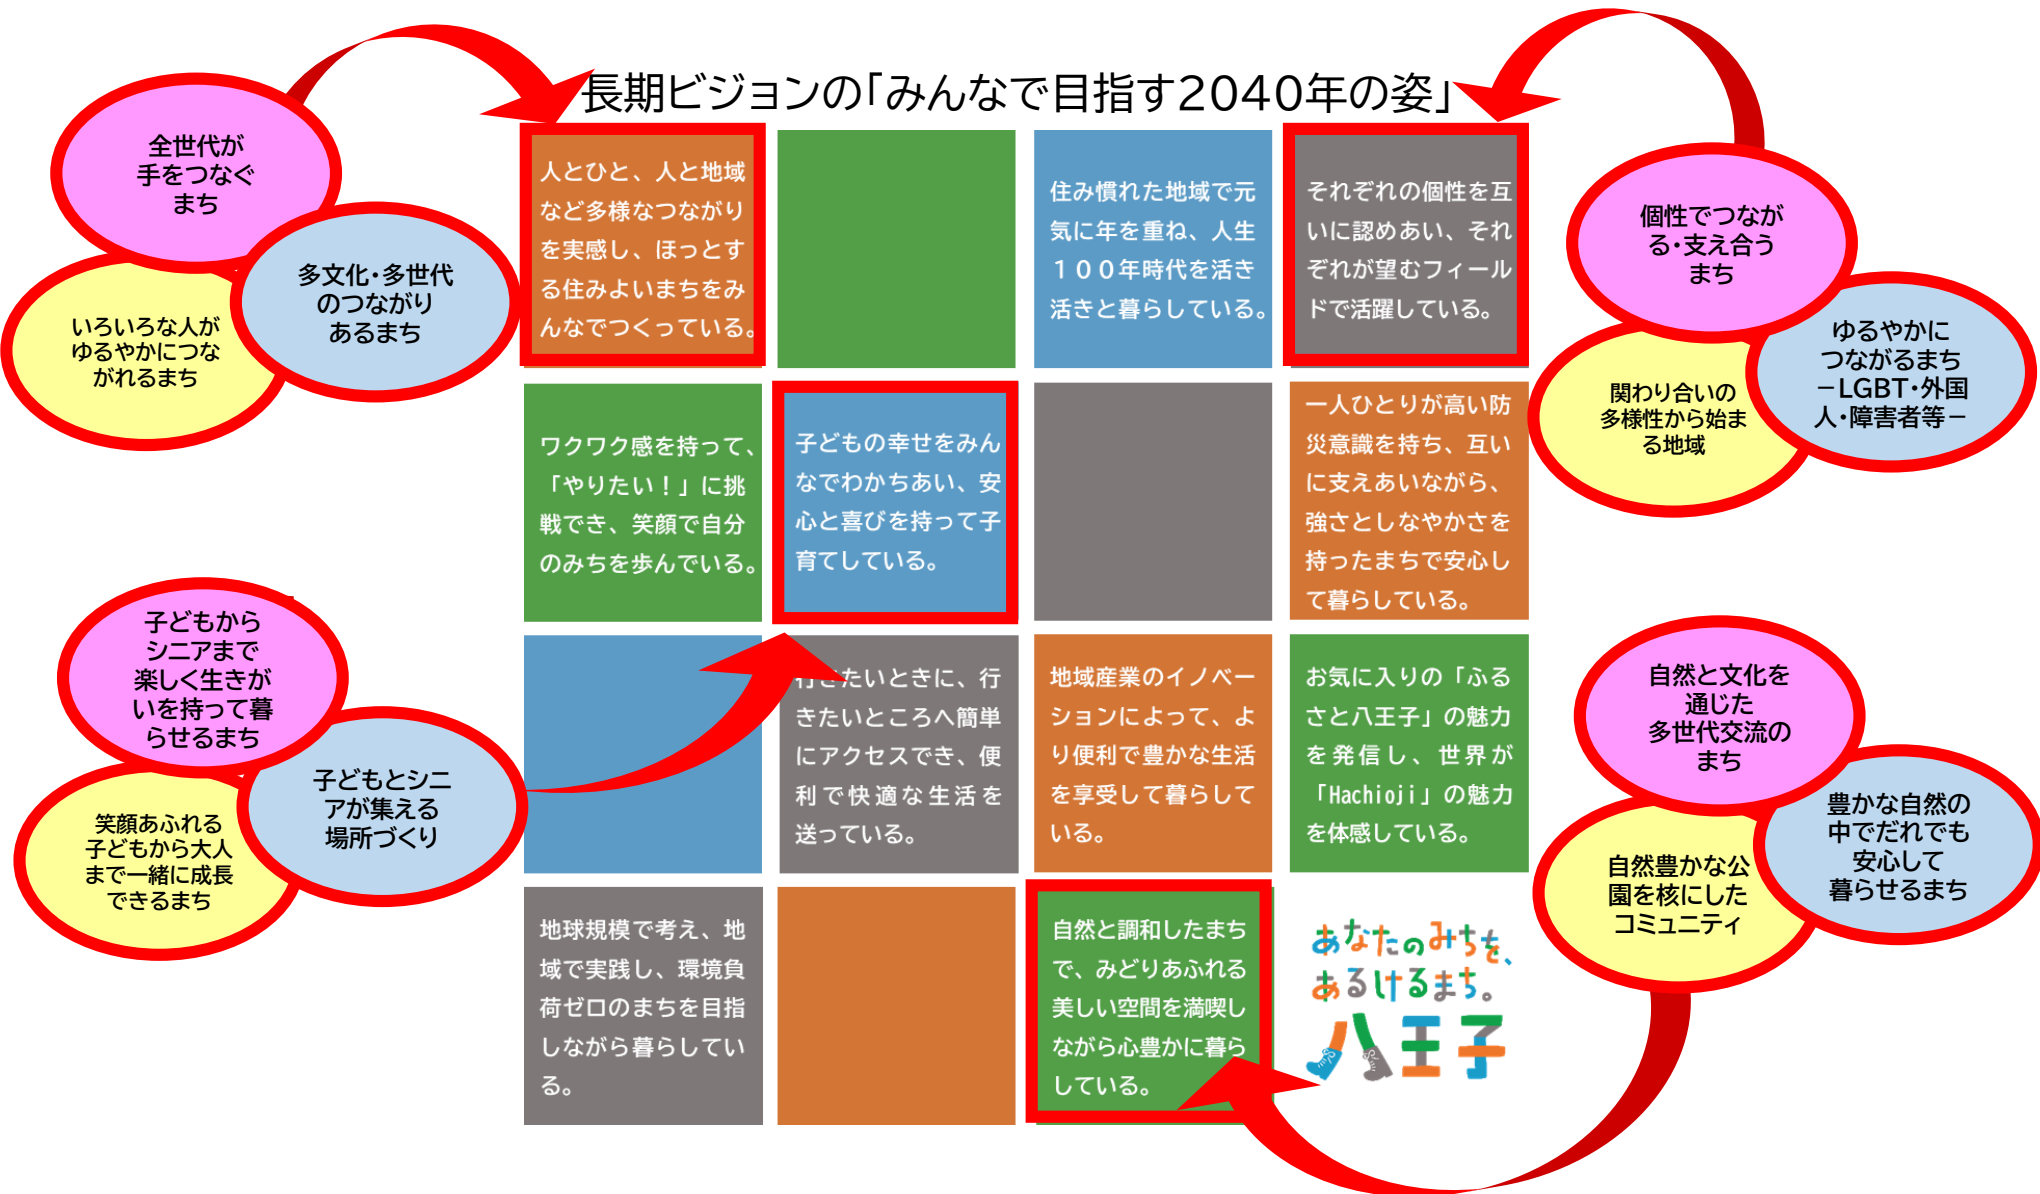 長期ビジョンの「みんなで目指す2040年の姿」
全世代が
手をつなぐ
まち
多文化・多世代
のつながり
あるまち
いろいろな人が
ゆるやかにつな
がれるまち
人とひと、人と地域
など多様なつながり
を実感し、ほっとす
る住みよいまちをみ
んなでつくっている。
住み慣れた地域で元
気に年を重ね、人生
１００年時代を活き
活きと暮らしている。
それぞれの個性を互
いに認めあい、それ
ぞれが望むフィール
ドで活躍している。
個性でつなが
る・支え合う
まち
ゆるやかに
つながるまち
－LGBT・外国
人・障害者等－
関わり合いの
多様性から始ま
る地域
ワクワク感を持って、
「やりたい！」に挑
戦でき、笑顔で自分
のみちを歩んでいる。
子どもの幸せをみん
なでわかちあい、安
心と喜びを持って子
育てしている。
一人ひとりが高い防
災意識を持ち、互い
に支えあいながら、
強さとしなやかさを
持ったまちで安心し
て暮らしている。
子どもから
シニアまで
楽しく生きが
いを持って暮
らせるまち
子どもとシニ
アが集える
場所づくり
笑顔あふれる
子どもから大人
まで一緒に成長
できるまち
行きたいときに、行
きたいところへ簡単
にアクセスでき、便
利で快適な生活を
送っている。
地域産業のイノベー
ションによって、よ
り便利で豊かな生活
を享受して暮らして
いる。
お気に入りの「ふる
さと八王子」の魅力
を発信し、世界が
「Hachioji」の魅力
を体感している。
自然と文化を
通じた
多世代交流の
まち
豊かな自然の
中でだれでも
安心して
暮らせるまち
自然豊かな公
園を核にした
コミュニティ
地球規模で考え、地
域で実践し、環境負
荷ゼロのまちを目指
しながら暮らしてい
る。
自然と調和したまち
で、みどりあふれる
美しい空間を満喫し
ながら心豊かに暮ら
している。
あなたのみちを、
あるけるまち。
八王子